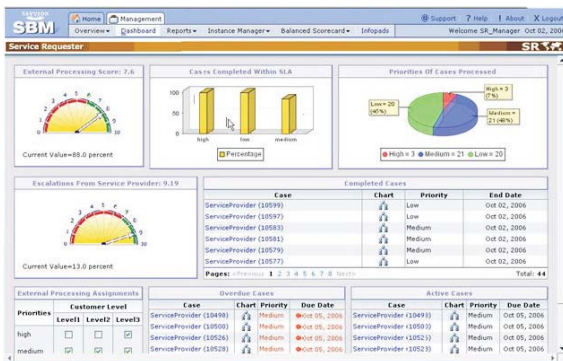 SBM
Home Management
Support ? Help ! About X Logout
Overview Dashboard Reports Instance Manager Balanced Scorecard Infopads
Welcome SR_Manager Oct 02, 2006
Service Requester
SR
External Processing Score: 7.6
Current Value=88.0 percent
Cases Completed Within SLA
100
50
0
high low medium
Percentage
Priorities Of Cases Processed
High = 3
(7%)
Low = 20
(45%)
Medium =
21 (48%)
High = 3 Medium = 21 Low = 20
Escalations From Service Provider: 9.19
Current Value=13.0 percent
Completed Cases
Case Chart Priority End Date
ServiceProvider (10599) Low Oct 02, 2006
ServiceProvider (10597) Low Oct 02, 2006
ServiceProvider (10583) Medium Oct 02, 2006
ServiceProvider (10581) Medium Oct 02, 2006
ServiceProvider (10579) Medium Oct 02, 2006
ServiceProvider (10577) Low Oct 02, 2006
Pages: <Previous 1 2 3 4 5 6 7 8 Next> Total: 44
External Processing Assignments
Priorities Customer Level
Level1 Level2 Level3
high
medium
Overdue Cases
Case Chart Priority Due Date
ServiceProvider (10498) Medium Oct 05, 2006
ServiceProvider (10508) Medium Oct 05, 2006
ServiceProvider (10526) Medium Oct 05, 2006
ServiceProvider (10528) Medium Oct 05, 2006
Active Cases
Case Chart Priority Due Date
ServiceProvider (10493) Medium Oct 05, 2006
ServiceProvider (10503) Medium Oct 05, 2006
ServiceProvider (10525) Medium Oct 05, 2006
ServiceProvider (10523) Medium Oct 05, 2006